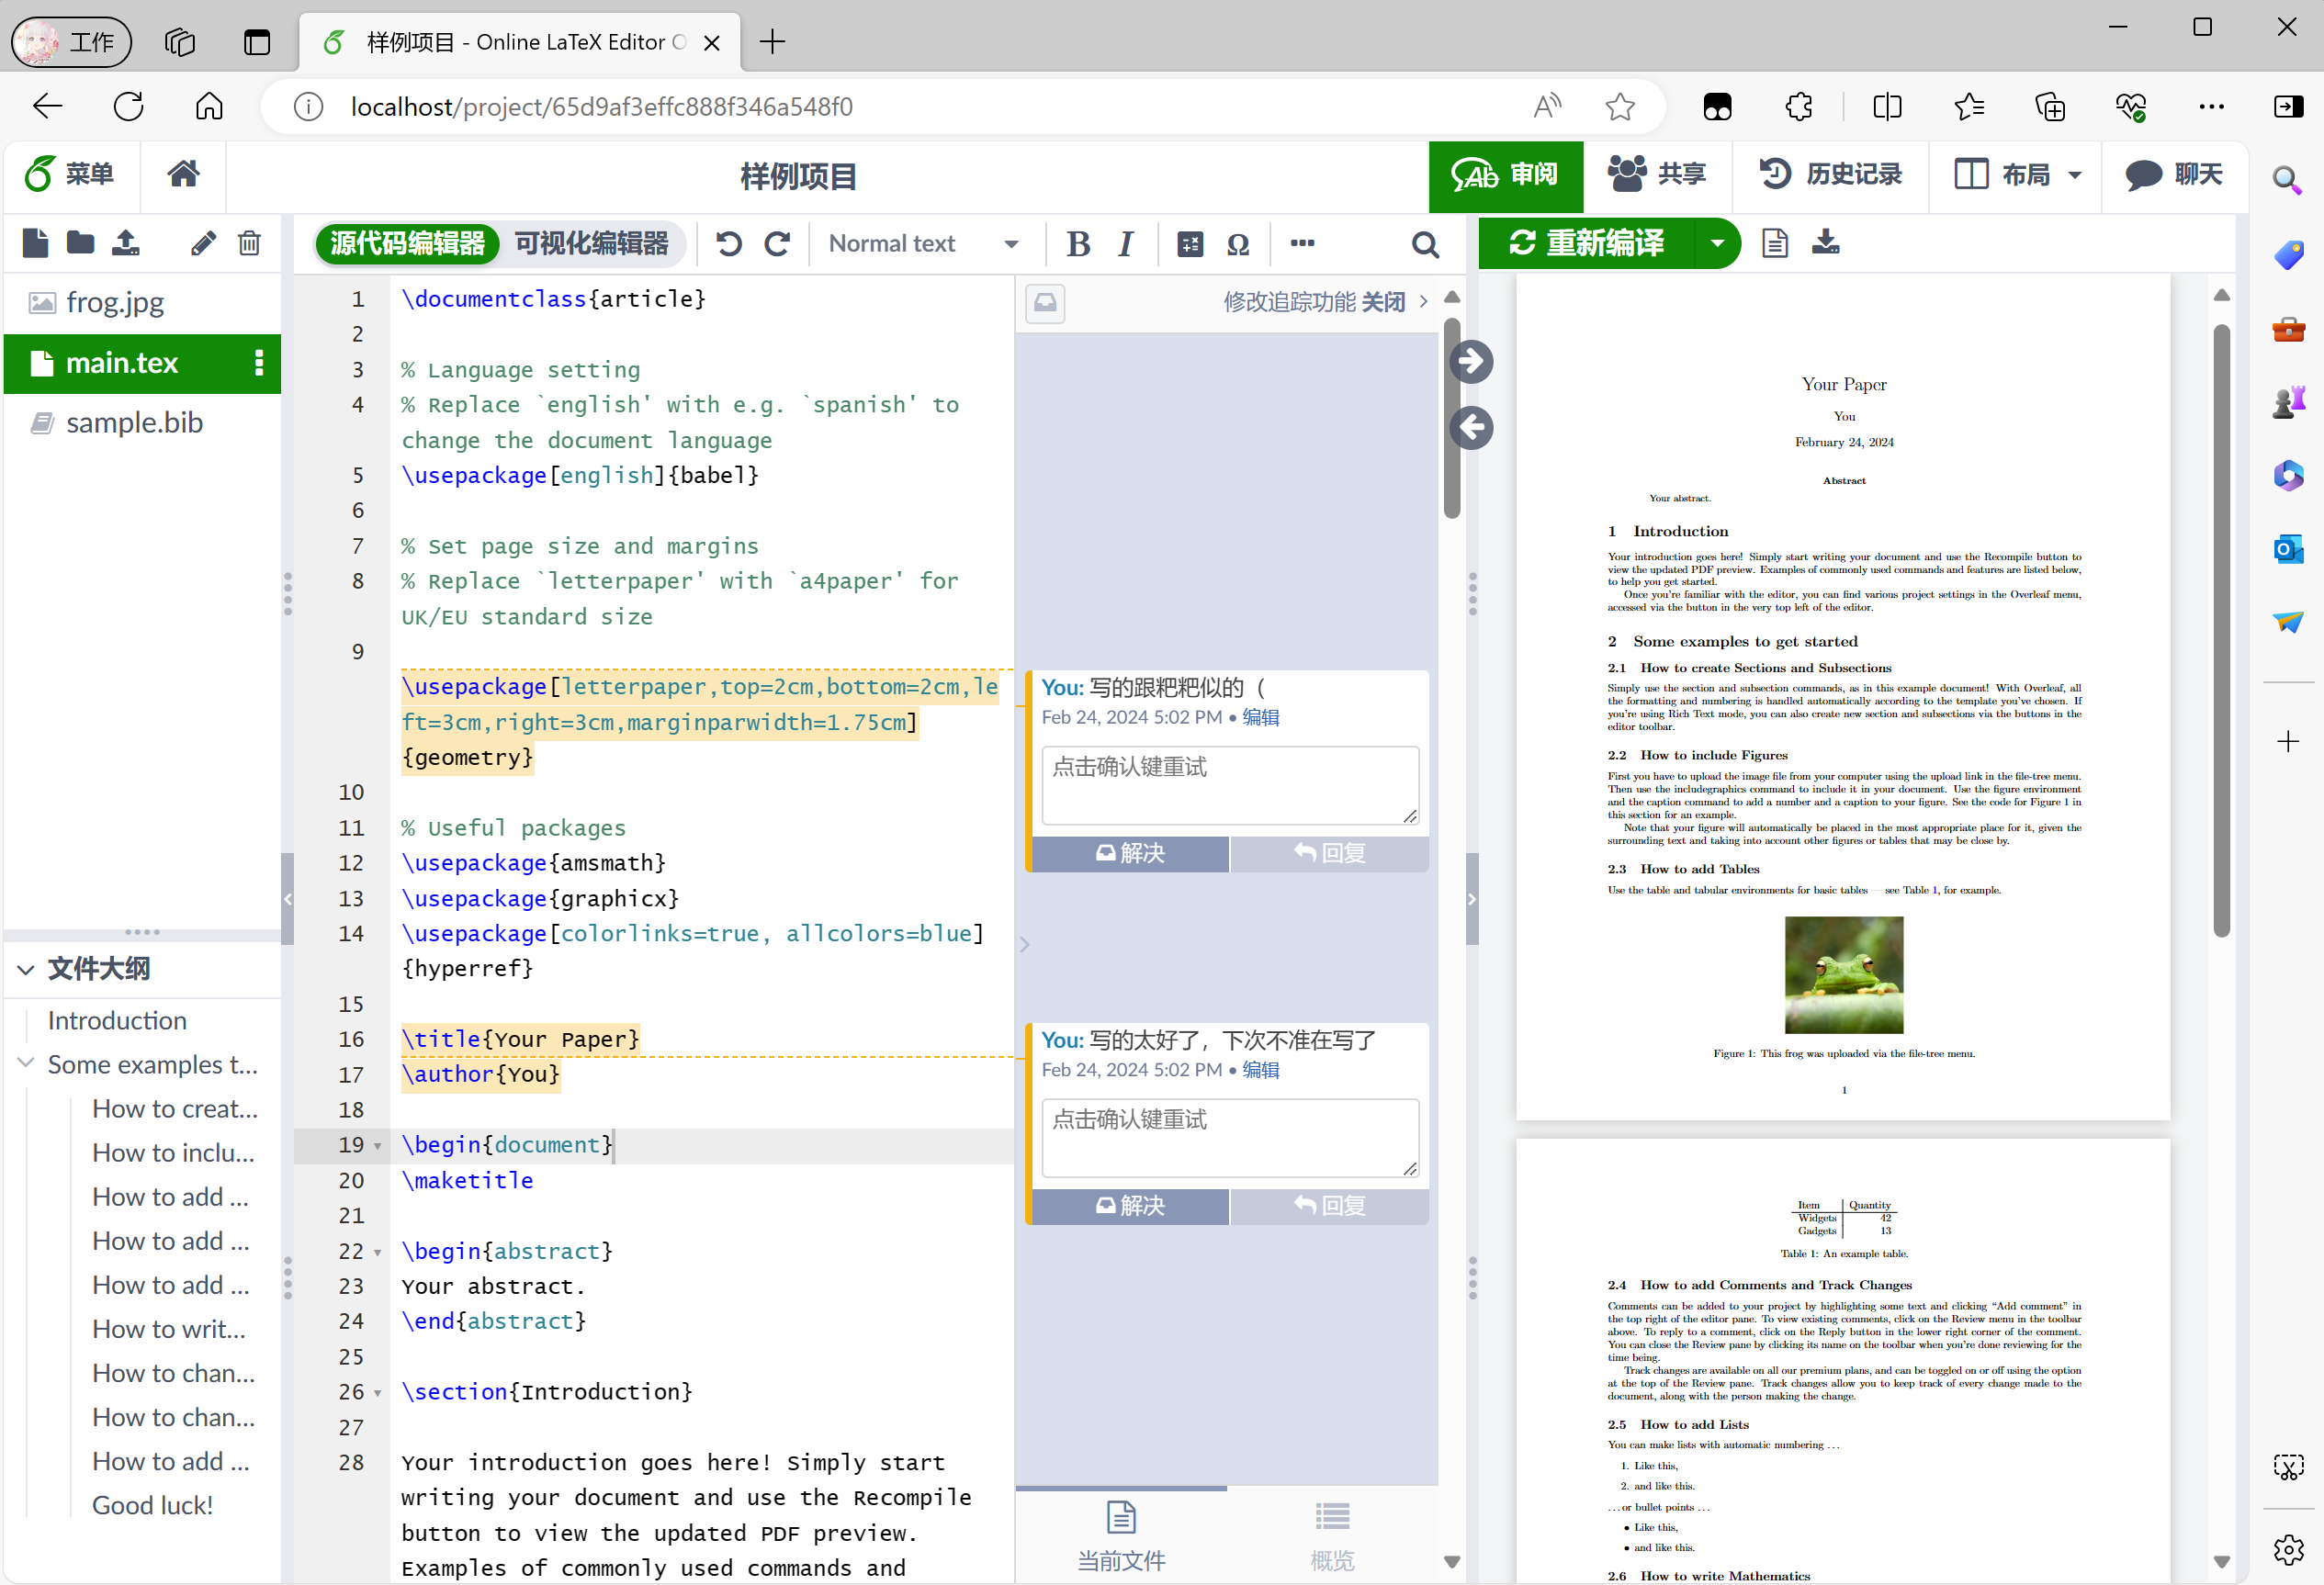 工作
样例项目 - Online LaTeX Editor O
localhost/project/65d9af3effc888f346a548f0
菜单
样例项目
审阅
共享
历史记录
布局
聊天
源代码编辑器
可视化编辑器
Normal text
B
I
Ω
重新编译
frog.jpg
main.tex
sample.bib
文件大纲
Introduction
Some examples t...
How to creat...
How to inclu...
How to add ...
How to add ...
How to add ...
How to writ...
How to chan...
How to chan...
How to add ...
Good luck!
1 \documentclass{article}
2
3 % Language setting
4 % Replace `english' with e.g. `spanish' to
change the document language
5 \usepackage[english]{babel}
6
7 % Set page size and margins
8 % Replace `letterpaper' with `a4paper' for
UK/EU standard size
9
\usepackage[letterpaper,top=2cm,bottom=2cm,le
ft=3cm,right=3cm,marginparwidth=1.75cm]
{geometry}
10
11 % Useful packages
12 \usepackage{amsmath}
13 \usepackage{graphicx}
14 \usepackage[colorlinks=true, allcolors=blue]
{hyperref}
15
16 \title{Your Paper}
17 \author{You}
18
19 \begin{document}
20 \maketitle
21
22 \begin{abstract}
23 Your abstract.
24 \end{abstract}
25
26 \section{Introduction}
27
28 Your introduction goes here! Simply start
writing your document and use the Recompile
button to view the updated PDF preview.
Examples of commonly used commands and
修改追踪功能 关闭
You: 写的跟粑粑似的（
Feb 24, 2024 5:02 PM • 编辑
点击确认键重试
解决
回复
You: 写的太好了，下次不准在写了
Feb 24, 2024 5:02 PM • 编辑
点击确认键重试
解决
回复
当前文件
概览
Your Paper
You
February 24, 2024
Abstract
Your abstract.
1 Introduction
Your introduction goes here! Simply start writing your document and use the Recompile button to
view the updated PDF preview. Examples of commonly used commands and features are listed below,
to help you get started.
Once you're familiar with the editor, you can find various project settings in the Overleaf menu,
accessed via the button in the very top left of the editor.
2 Some examples to get started
2.1 How to create Sections and Subsections
Simply use the section and subsection commands, as in this example document! With Overleaf, all
the formatting and numbering is handled automatically according to the template you've chosen. If
you're using Rich Text mode, you can also create new section and subsections via the buttons in the
editor toolbar.
2.2 How to include Figures
First you have to upload the image file from your computer using the upload link in the file-tree menu.
Then use the includegraphics command to include it in your document. Use the figure environment
and the caption command to add a number and a caption to your figure. See the code for Figure 1 in
this section for an example.
Note that your figure will automatically be placed in the most appropriate place for it, given the
surrounding text and taking into account other figures or tables that may be close by.
2.3 How to add Tables
Use the table and tabular environments for basic tables — see Table 1, for example.
Figure 1: This frog was uploaded via the file-tree menu.
1
Item Quantity
Widgets 42
Gadgets 13
Table 1: An example table.
2.4 How to add Comments and Track Changes
Comments can be added to your project by highlighting some text and clicking “Add comment” in
the top right of the editor pane. To view existing comments, click on the Review menu in the toolbar
above. To reply to a comment, click on the Reply button in the lower right corner of the comment.
You can close the Review pane by clicking its name on the toolbar when you're done reviewing for the
time being.
Track changes are available on all our premium plans, and can be toggled on or off using the option
at the top of the Review pane. Track changes allow you to keep track of every change made to the
document, along with the person making the change.
2.5 How to add Lists
You can make lists with automatic numbering ...
1. Like this,
2. and like this.
...or bullet points ...
• Like this,
• and like this.
2.6 How to write Mathematics